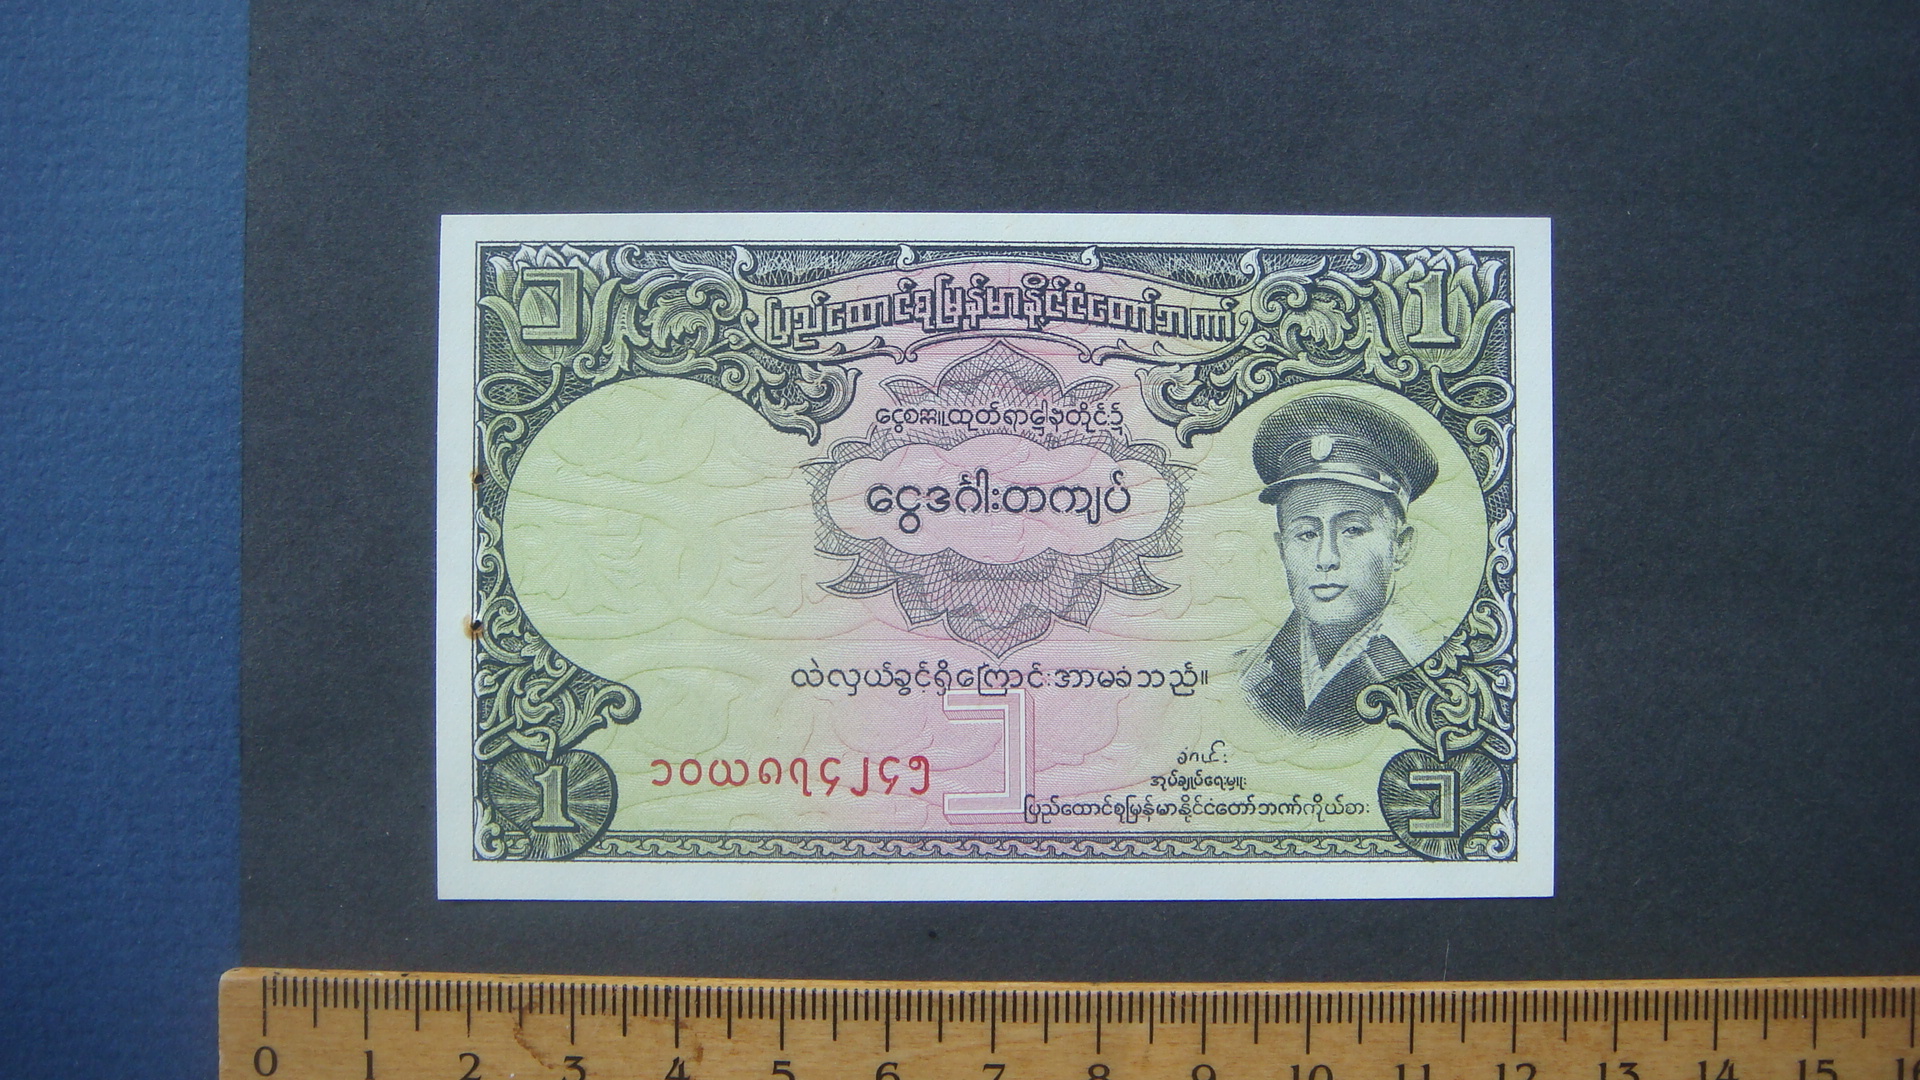 ၁ ပြည်ထောင်စုမြန်မာနိုင်ငံတော်ဘဏ် 1
ငွေစက္ကူထုတ်ရာဌါနတိုင်း၌
ငွေဒင်္ဂါးတကျပ်
လဲလှယ်ခွင့်ရှိကြောင်းအာမခံသည်။
၁
၁၀ဃ၈၇၄၂၄၅
အုပ်ချုပ်ရေးမှူး
ပြည်ထောင်စုမြန်မာနိုင်ငံတော်ဘဏ်ကိုယ်စား
1 ၁
0 1 2 3 4 5 6 7 8 9 10 11 12 13 14 15 16